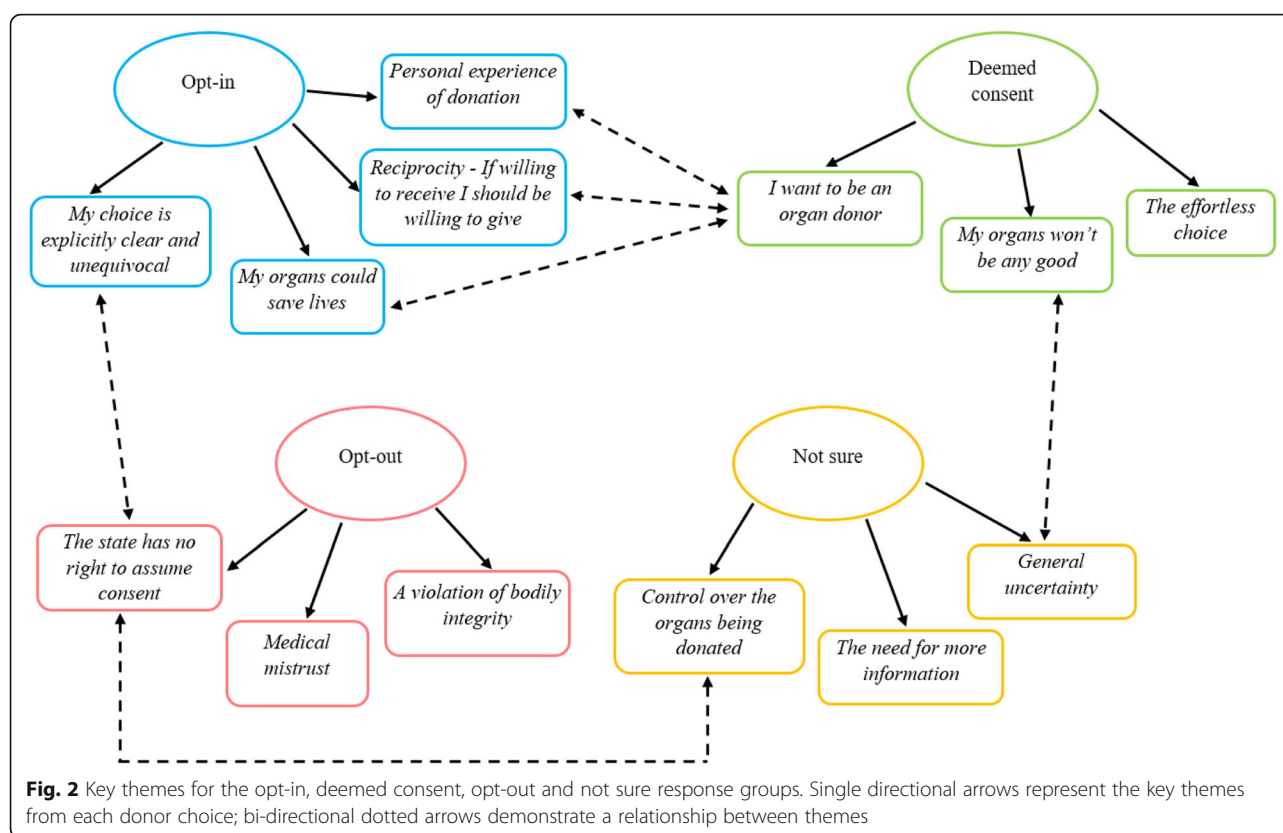 Opt-in
Personal experience
of donation
Reciprocity - If willing
to receive I should be
willing to give
My choice is
explicitly clear and
unequivocal
My organs could
save lives
Deemed
consent
I want to be an
organ donor
My organs won't
be any good
The effortless
choice
Opt-out
The state has no
right to assume
consent
Medical
mistrust
A violation of bodily
integrity
Not sure
Control over the
organs being
donated
The need for more
information
General
uncertainty
Fig. 2 Key themes for the opt-in, deemed consent, opt-out and not sure response groups. Single directional arrows represent the key themes
from each donor choice; bi-directional dotted arrows demonstrate a relationship between themes